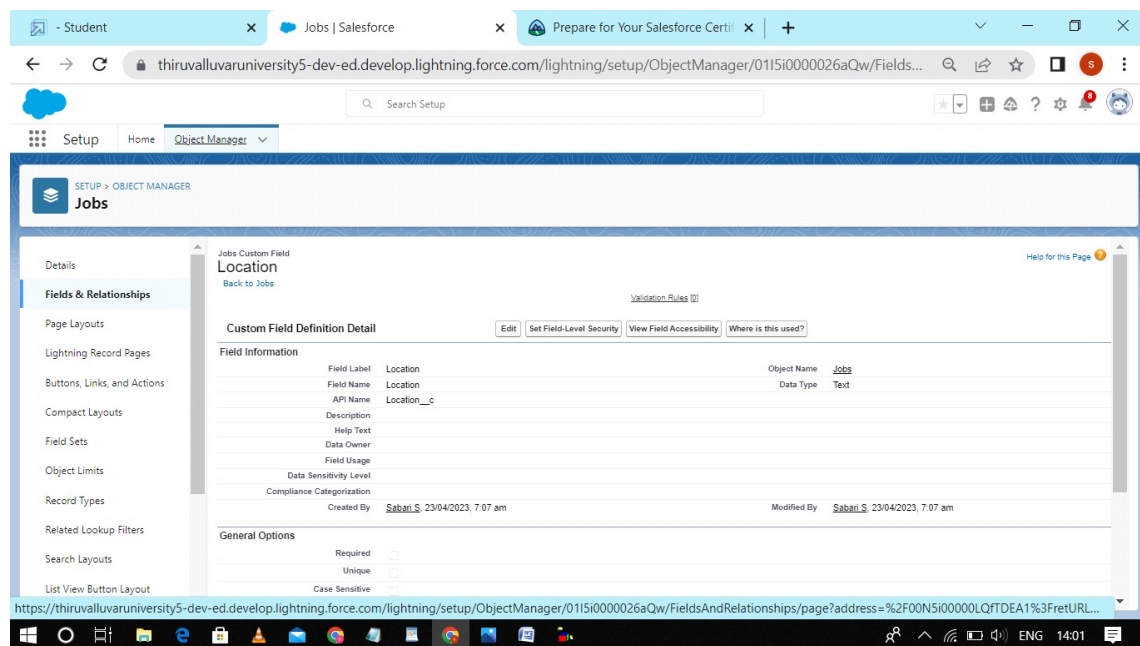 - Student
Jobs | Salesforce
Prepare for Your Salesforce Certif
thiruvalluvaruniversity5-dev-ed.develop.lightning.force.com/lightning/setup/ObjectManager/01I5i0000026aQw/Fields...
S
Search Setup
8
Setup
Home
Object Manager
SETUP > OBJECT MANAGER
Jobs
Details
Fields & Relationships
Page Layouts
Lightning Record Pages
Buttons, Links, and Actions
Compact Layouts
Field Sets
Object Limits
Record Types
Related Lookup Filters
Search Layouts
List View Button Layout
Jobs Custom Field
Location
Back to Jobs
Help for this Page
Validation Rules [0]
Custom Field Definition Detail
Edit
Set Field-Level Security
View Field Accessibility
Where is this used?
Field Information
Field Label Location
Object Name Jobs
Field Name Location
Data Type Text
API Name Location__c
Description
Help Text
Data Owner
Field Usage
Data Sensitivity Level
Compliance Categorization
Created By Sabari S, 23/04/2023, 7:07 am
Modified By Sabari S, 23/04/2023, 7:07 am
General Options
Required
Unique
Case Sensitive
https://thiruvalluvaruniversity5-dev-ed.develop.lightning.force.com/lightning/setup/ObjectManager/01I5i0000026aQw/FieldsAndRelationships/page?address=%2F00N5i00000LQfTDEA1%3FretURL...
ENG 14:01